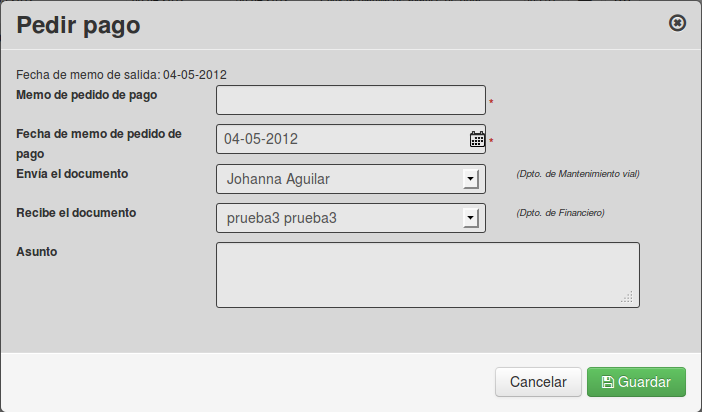 Pedir pago
Fecha de memo de salida: 04-05-2012
Memo de pedido de pago
*
Fecha de memo de pedido de
pago
04-05-2012
*
Envía el documento
Johanna Aguilar
(Dpto. de Mantenimiento vial)
Recibe el documento
prueba3 prueba3
(Dpto. de Financiero)
Asunto
Cancelar
Guardar